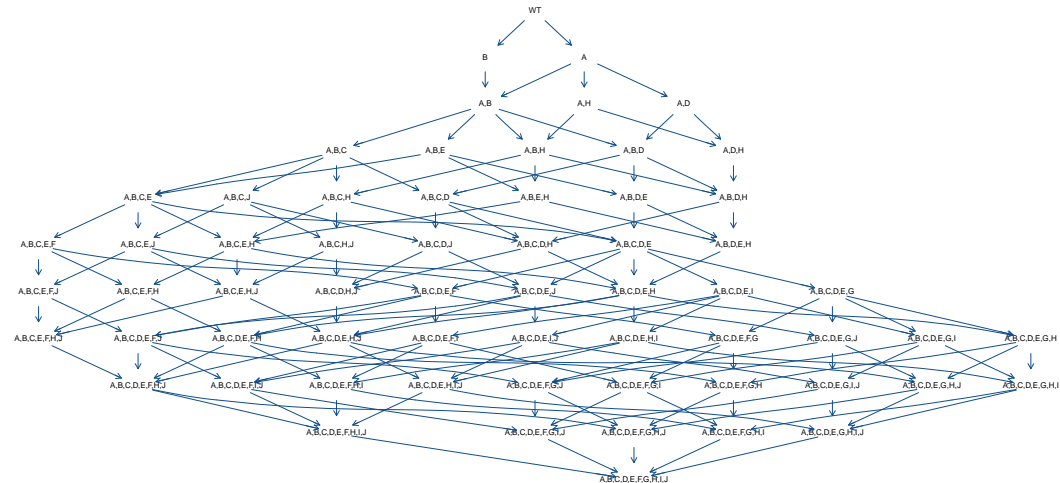 WT
B A
A,B A,H A,D
A,B,C A,B,E A,B,H A,B,D A,D,H
A,B,C,E A,B,C,J A,B,C,H A,B,C,D A,B,E,H A,B,D,E A,B,D,H
A,B,C,E,F A,B,C,E,J A,B,C,E,H A,B,C,H,J A,B,C,D,J A,B,C,D,H A,B,C,D,E A,B,D,E,H
A,B,C,E,F,J A,B,C,E,F,H A,B,C,E,H,J A,B,C,D,H,J A,B,C,D,E,F A,B,C,D,E,J A,B,C,D,E,H A,B,C,D,E,I A,B,C,D,E,G
A,B,C,E,F,H,J A,B,C,D,E,F,J A,B,C,D,E,F,H A,B,C,D,E,H,J A,B,C,D,E,F,I A,B,C,D,E,I,J A,B,C,D,E,H,I A,B,C,D,E,F,G A,B,C,D,E,G,J A,B,C,D,E,G,I A,B,C,D,E,G,H
A,B,C,D,E,F,H,J A,B,C,D,E,F,I,J A,B,C,D,E,F,H,I A,B,C,D,E,H,I,J A,B,C,D,E,F,G,J A,B,C,D,E,F,G,I A,B,C,D,E,F,G,H A,B,C,D,E,G,I,J A,B,C,D,E,G,H,J A,B,C,D,E,G,H,I
A,B,C,D,E,F,H,I,J A,B,C,D,E,F,G,I,J A,B,C,D,E,F,G,H,J A,B,C,D,E,F,G,H,I A,B,C,D,E,G,H,I,J
A,B,C,D,E,F,G,H,I,J